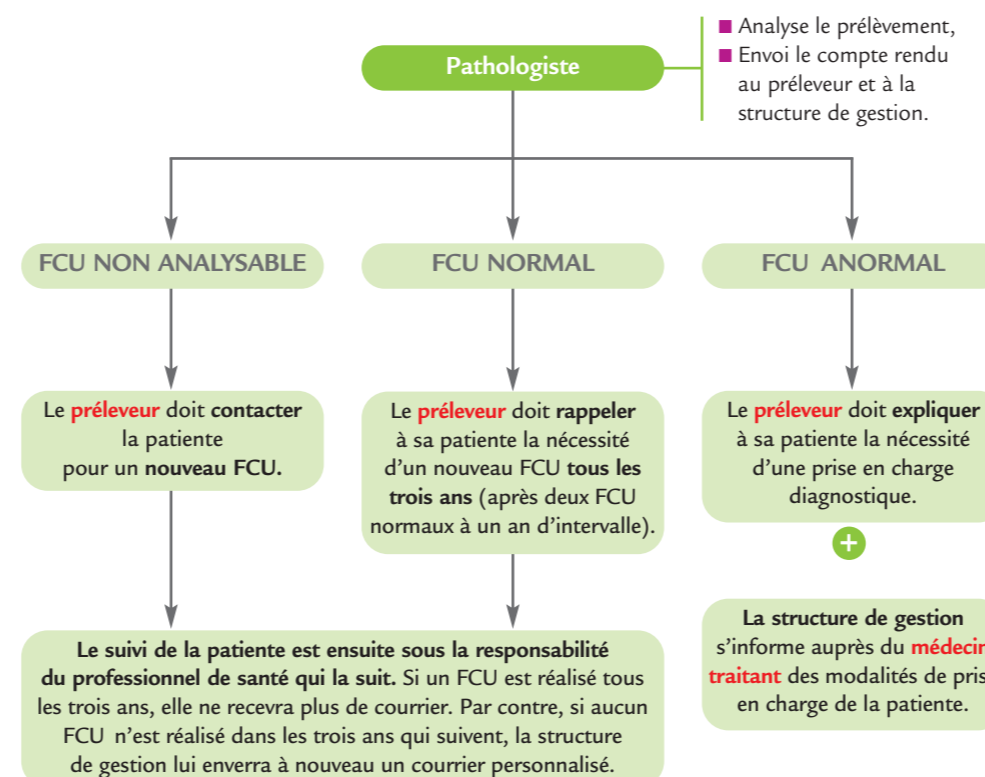 Pathologiste
Analyse le prélèvement,
Envoi le compte rendu
au préleveur et à la
structure de gestion.
FCU NON ANALYSABLE
Le préleveur doit contacter
la patiente
pour un nouveau FCU.
FCU NORMAL
Le préleveur doit rappeler
à sa patiente la nécessité
d’un nouveau FCU tous les
trois ans (après deux FCU
normaux à un an d’intervalle).
Le suivi de la patiente est ensuite sous la responsabilité
du professionnel de santé qui la suit. Si un FCU est réalisé tous
les trois ans, elle ne recevra plus de courrier. Par contre, si aucun
FCU n’est réalisé dans les trois ans qui suivent, la structure
de gestion lui enverra à nouveau un courrier personnalisé.
FCU ANORMAL
Le préleveur doit expliquer
à sa patiente la nécessité
d’une prise en charge
diagnostique.
+
La structure de gestion
s’informe auprès du médecin
traitant des modalités de pris
en charge de la patiente.